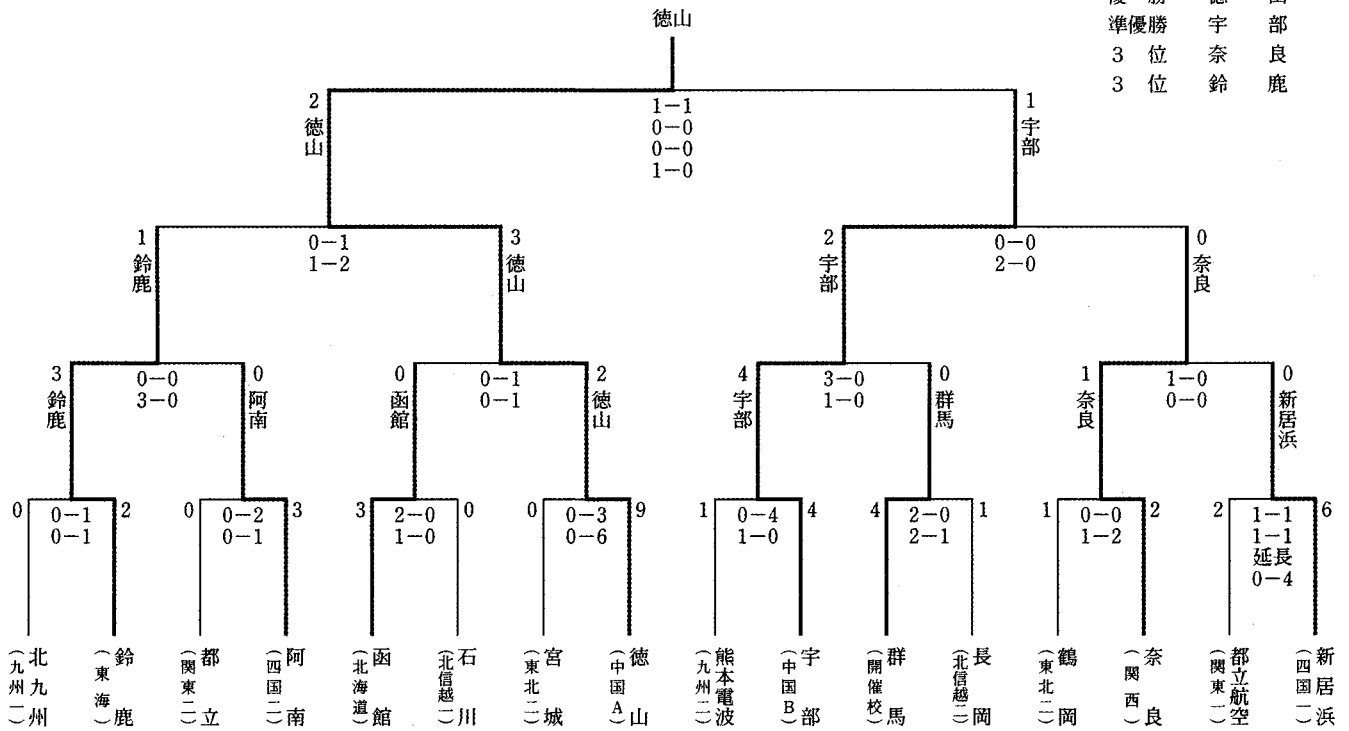 優勝 徳山
準優勝 宇部
3位 奈良
3位 鈴鹿
徳山
2 徳山
1-1
0-0
0-0
1-0
1 宇部
1 鈴鹿
0-1
1-2
3 徳山
2 宇部
0-0
2-0
0 奈良
3 鈴鹿
0-0
3-0
0 阿南
0 函館
0-1
0-1
2 徳山
4 宇部
3-0
1-0
0 群馬
1 奈良
1-0
0-0
0 新居浜
0
0-1
0-1
2
0
0-2
0-1
3
3
2-0
1-0
0
0
0-3
0-6
9
1
0-4
1-0
4
4
2-0
2-1
1
1
0-0
1-2
2
2
1-1
1-1
延長
0-4
6
北九州 (九州一)
鈴鹿 (東海)
都立 (関東二)
阿南 (四国二)
函館 (北海道)
石川 (北信越一)
宮城 (東北二)
徳山 (中国A)
熊本電波 (九州二)
宇部 (中国B)
群馬 (開催校)
長岡 (北信越二)
鶴岡 (東北二)
奈良 (関西)
都立航空 (関東一)
新居浜 (四国一)